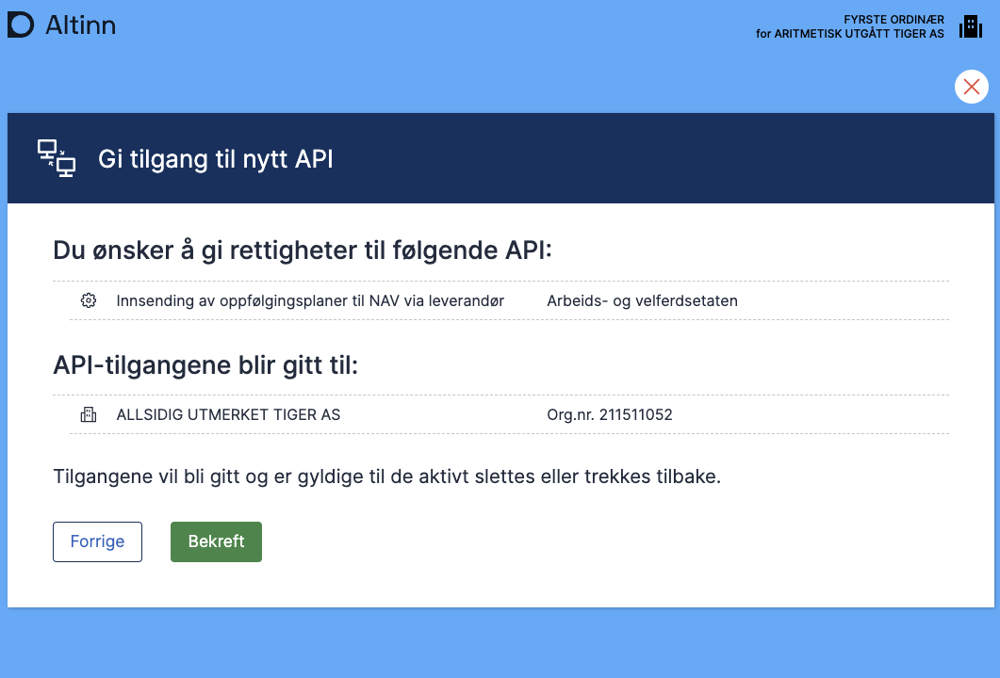 Altinn
FYRSTE ORDINÆR
for ARITMETISK UTGÅTT TIGER AS
Gi tilgang til nytt API
Du ønsker å gi rettigheter til følgende API:
Innsending av oppfølgingsplaner til NAV via leverandør Arbeids- og velferdsetaten
API-tilgangene blir gitt til:
ALLSIDIG UTMERKET TIGER AS Org.nr. 211511052
Tilgangene vil bli gitt og er gyldige til de aktivt slettes eller trekkes tilbake.
Forrige Bekreft